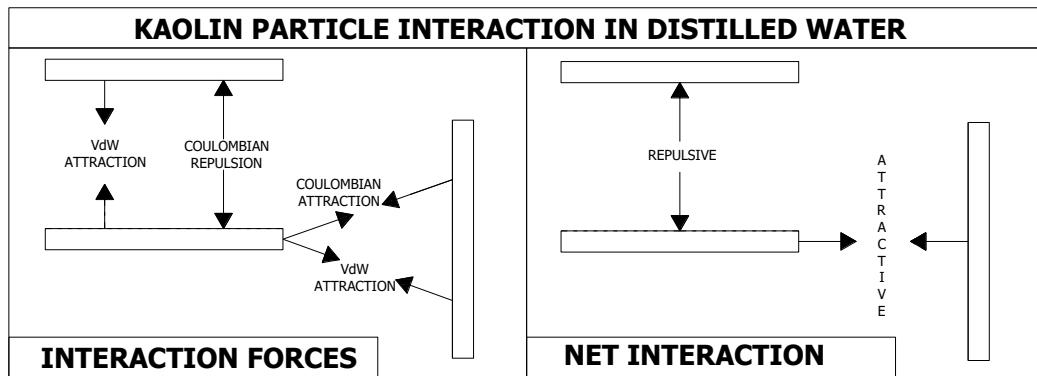 KAOLIN PARTICLE INTERACTION IN DISTILLED WATER
VdW
ATTRACTION
COULOMBIAN
REPULSION
COULOMBIAN
ATTRACTION
VdW
ATTRACTION
INTERACTION FORCES
REPULSIVE
ATTRACTIVE
NET INTERACTION